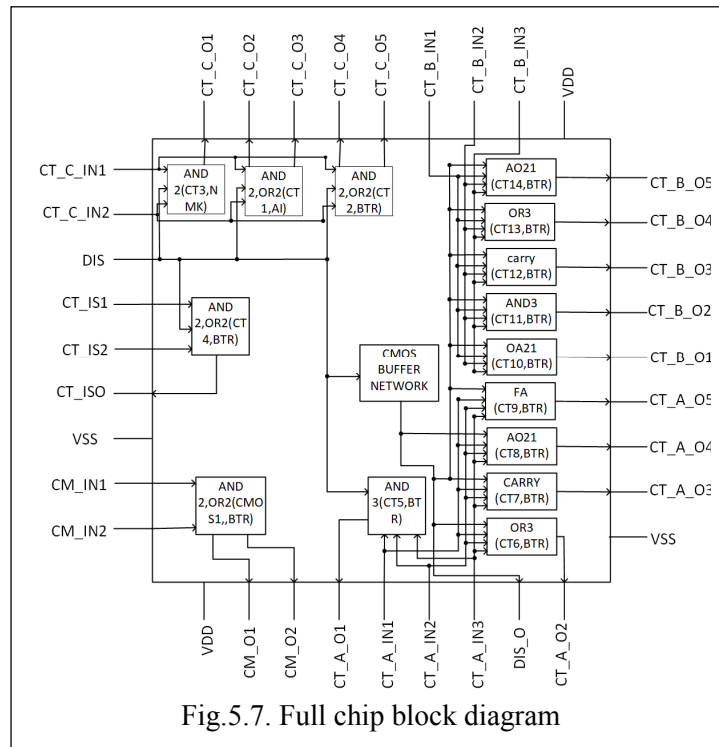 CT_C_O1
CT_C_O2
CT_C_O3
CT_C_O4
CT_C_O5
CT_B_IN1
CT_B_IN2
CT_B_IN3
VDD
CT_C_IN1
CT_C_IN2
DIS
CT_IS1
CT_IS2
CT_ISO
VSS
CM_IN1
CM_IN2
AND
2(CT3,N
MK)
AND
2,OR2(CT
1,AI)
AND
2,OR2(CT
2,BTR)
AND
2,OR2(CT
4,BTR)
CMOS
BUFFER
NETWORK
AND
2,OR2(CMO
S1,,BTR)
AND
3(CT5,BT
R)
AO21
(CT14,BTR)
OR3
(CT13,BTR)
carry
(CT12,BTR)
AND3
(CT11,BTR)
OA21
(CT10,BTR)
FA
(CT9,BTR)
AO21
(CT8,BTR)
CARRY
(CT7,BTR)
OR3
(CT6,BTR)
CT_B_O5
CT_B_O4
CT_B_O3
CT_B_O2
CT_B_O1
CT_A_O5
CT_A_O4
CT_A_O3
VSS
VDD
CM_O1
CM_O2
CT_A_O1
CT_A_IN1
CT_A_IN2
CT_A_IN3
DIS_O
CT_A_O2
Fig.5.7. Full chip block diagram